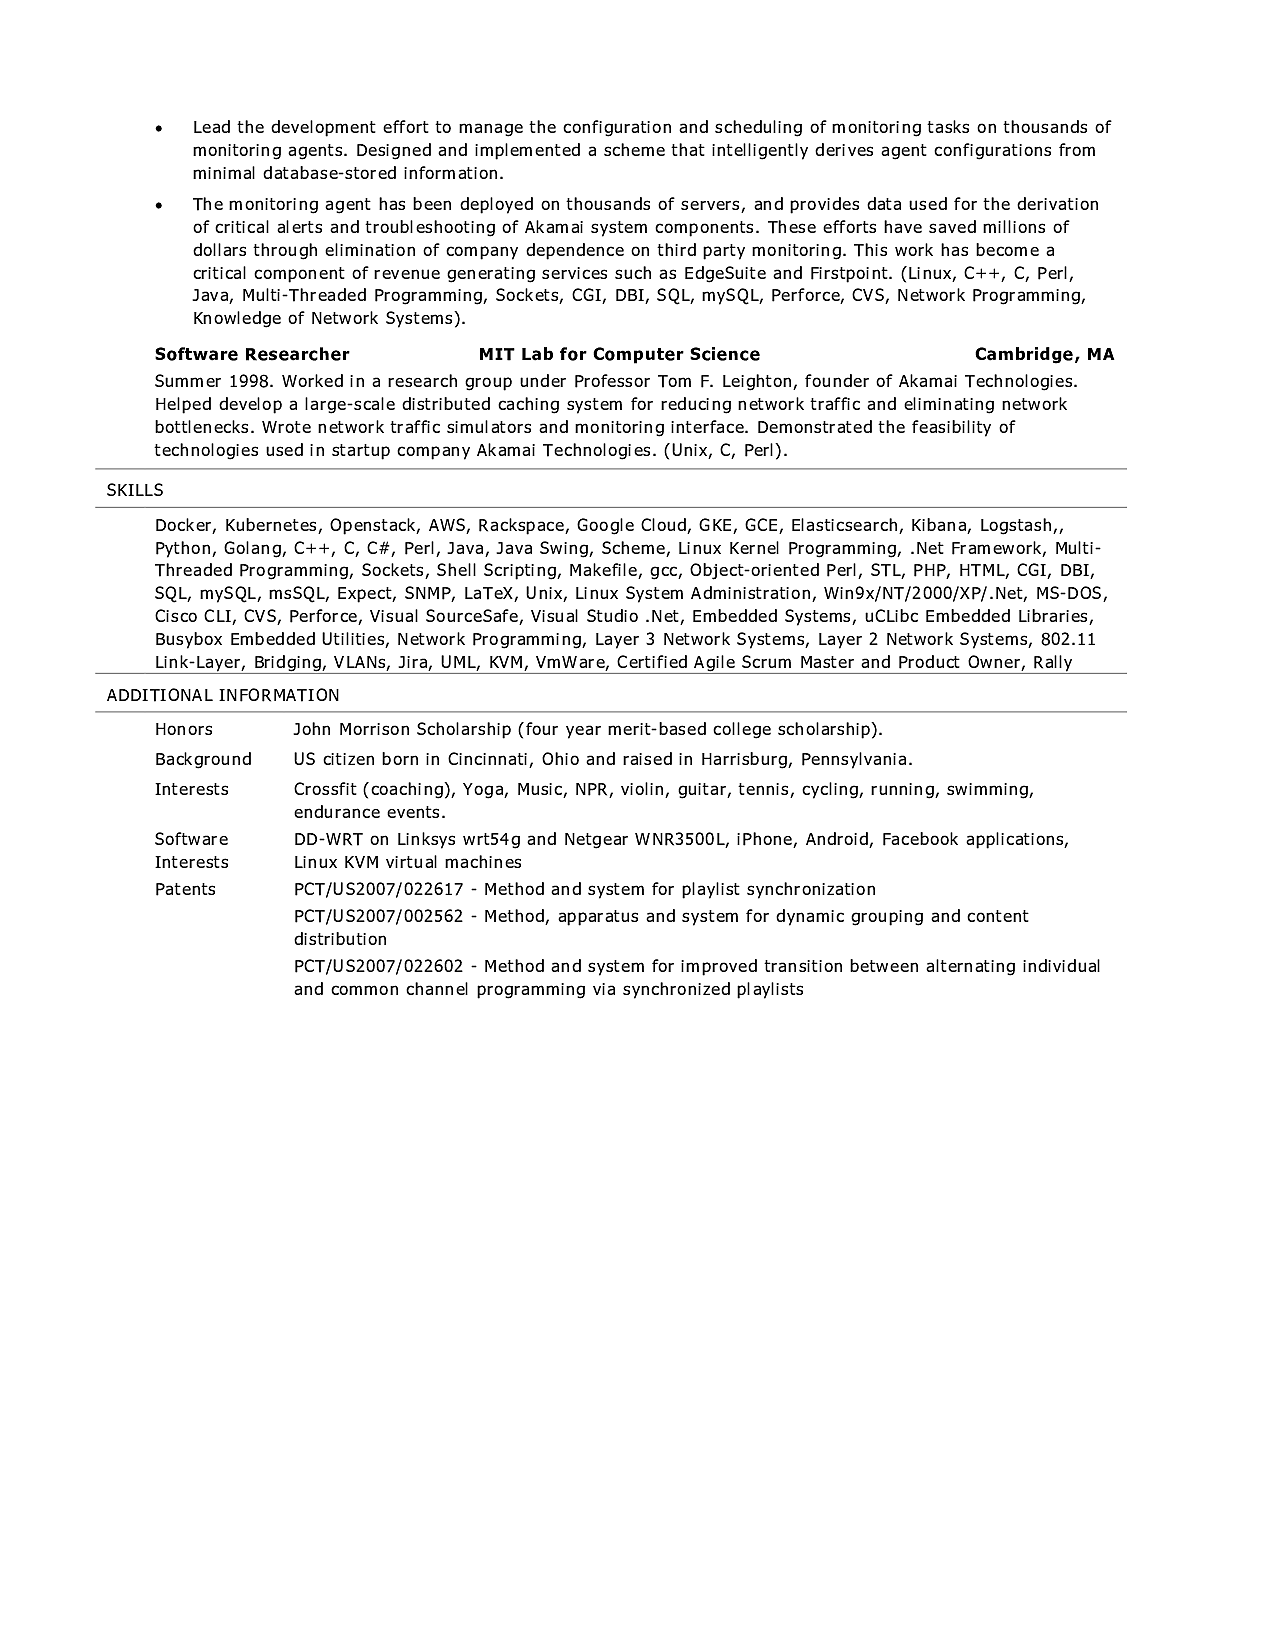 • Lead the development effort to manage the configuration and scheduling of monitoring tasks on thousands of
monitoring agents. Designed and implemented a scheme that intelligently derives agent configurations from
minimal database-stored information.
• The monitoring agent has been deployed on thousands of servers, and provides data used for the derivation
of critical alerts and troubleshooting of Akamai system components. These efforts have saved millions of
dollars through elimination of company dependence on third party monitoring. This work has become a
critical component of revenue generating services such as EdgeSuite and Firstpoint. (Linux, C++, C, Perl,
Java, Multi-Threaded Programming, Sockets, CGI, DBI, SQL, mySQL, Perforce, CVS, Network Programming,
Knowledge of Network Systems).
Software Researcher MIT Lab for Computer Science Cambridge, MA
Summer 1998. Worked in a research group under Professor Tom F. Leighton, founder of Akamai Technologies.
Helped develop a large-scale distributed caching system for reducing network traffic and eliminating network
bottlenecks. Wrote network traffic simulators and monitoring interface. Demonstrated the feasibility of
technologies used in startup company Akamai Technologies. (Unix, C, Perl).
SKILLS
Docker, Kubernetes, Openstack, AWS, Rackspace, Google Cloud, GKE, GCE, Elasticsearch, Kibana, Logstash,,
Python, Golang, C++, C, C#, Perl, Java, Java Swing, Scheme, Linux Kernel Programming, .Net Framework, Multi-
Threaded Programming, Sockets, Shell Scripting, Makefile, gcc, Object-oriented Perl, STL, PHP, HTML, CGI, DBI,
SQL, mySQL, msSQL, Expect, SNMP, LaTeX, Unix, Linux System Administration, Win9x/NT/2000/XP/.Net, MS-DOS,
Cisco CLI, CVS, Perforce, Visual SourceSafe, Visual Studio .Net, Embedded Systems, uCLibc Embedded Libraries,
Busybox Embedded Utilities, Network Programming, Layer 3 Network Systems, Layer 2 Network Systems, 802.11
Link-Layer, Bridging, VLANs, Jira, UML, KVM, VmWare, Certified Agile Scrum Master and Product Owner, Rally
ADDITIONAL INFORMATION
Honors John Morrison Scholarship (four year merit-based college scholarship).
Background US citizen born in Cincinnati, Ohio and raised in Harrisburg, Pennsylvania.
Interests Crossfit (coaching), Yoga, Music, NPR, violin, guitar, tennis, cycling, running, swimming,
endurance events.
Software DD-WRT on Linksys wrt54g and Netgear WNR3500L, iPhone, Android, Facebook applications,
Interests Linux KVM virtual machines
Patents PCT/US2007/022617 - Method and system for playlist synchronization
PCT/US2007/002562 - Method, apparatus and system for dynamic grouping and content
distribution
PCT/US2007/022602 - Method and system for improved transition between alternating individual
and common channel programming via synchronized playlists